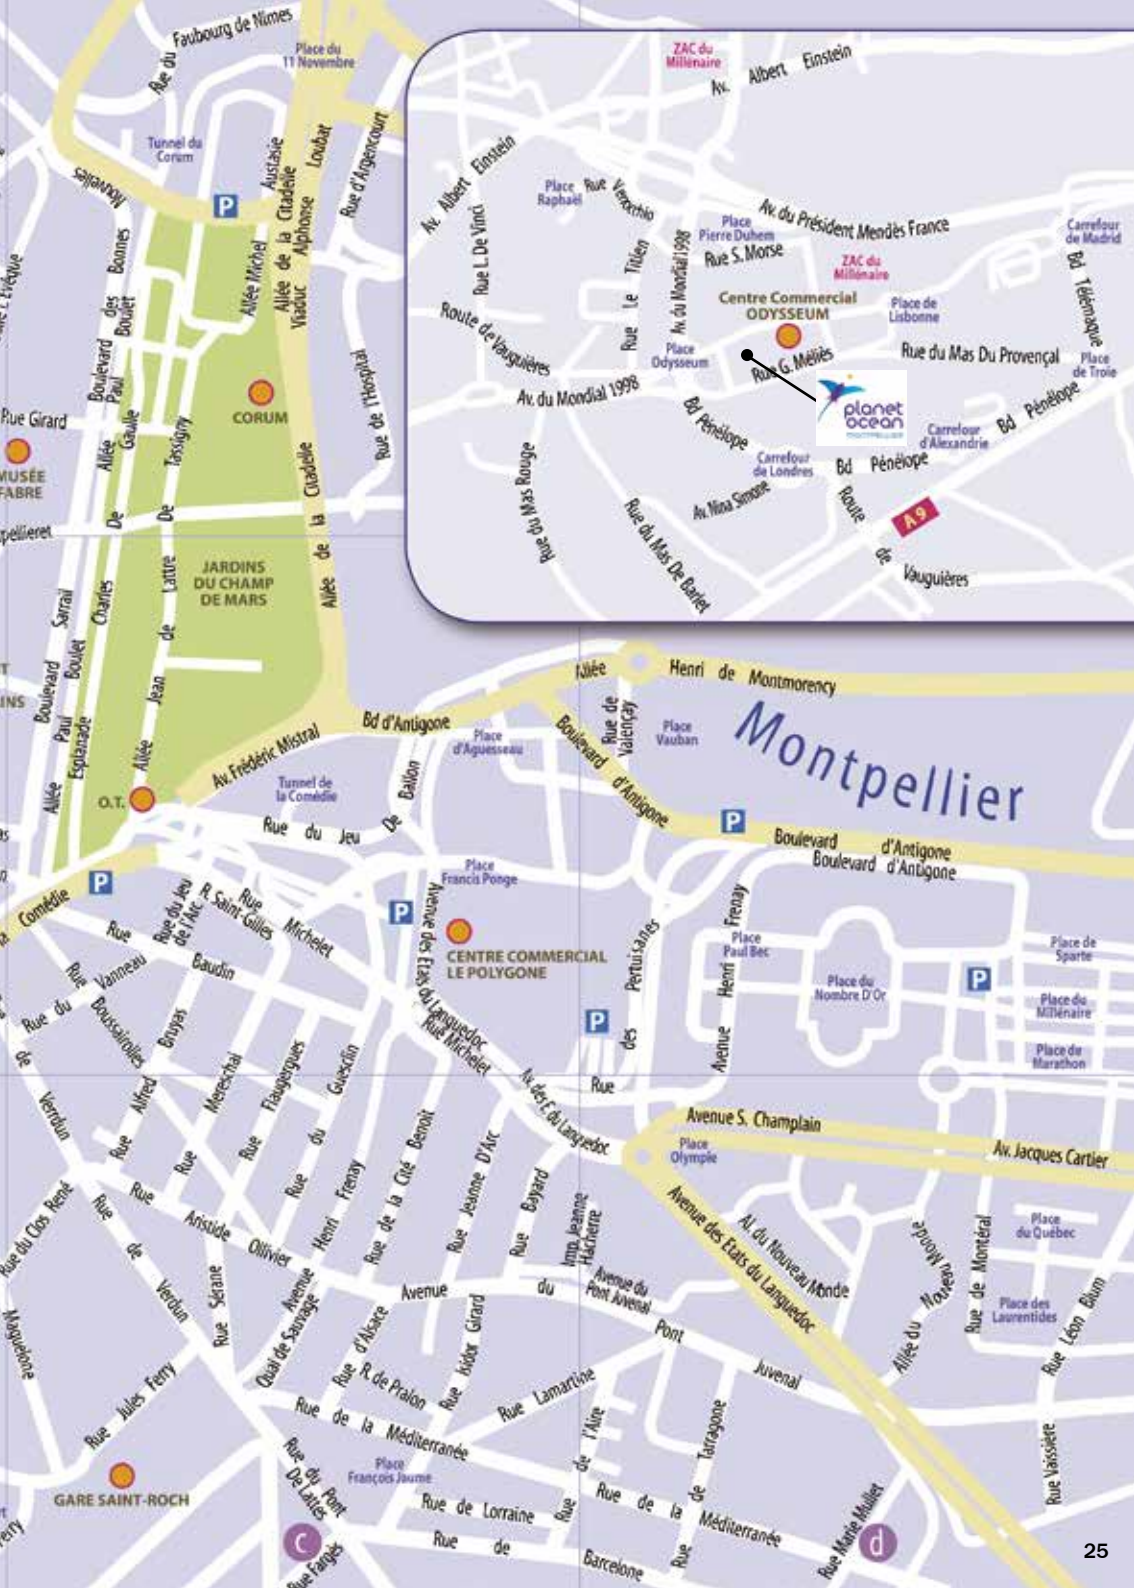 Rue du Faubourg de Nîmes
Place du
11 Novembre
Tunnel du
Corum
Nouvelles
P
Austasie
Allée de la Citadelle
Viaduc Alphonse Loubat
Rue d'Argencourt
Allée Michel
Boulevard des Bonnes Nouvelles
Allée Paul Boulet
Rue Girard
MUSÉE
FABRE
CORUM
Rue de l'Hôpital
Allée de la Citadelle
JARDINS
DU CHAMP
DE MARS
Boulevard Sarrail
Allée Paul Boulet
Esplanade Charles De Gaulle
Allée Jean de Lattre De Tassigny
O.T.
ZAC du
Millénaire
Av. Albert Einstein
Av. Albert Einstein
Place
Raphaël
Rue Verrocchio
Rue L. De Vinci
Rue Le Titien
Av. du Mondial 1998
Av. du Président Mendès France
Place
Pierre Duhem
Rue S. Morse
ZAC du
Millénaire
Carrefour
de Madrid
Bd Télémaque
Centre Commercial
ODYSSEUM
Place de
Lisbonne
Route de Vauguières
Place
Odysseum
Rue G. Méliès
Rue du Mas Du Provençal
Place
de Troie
Av. du Mondial 1998
planet
ocean
MONTPELLIER
Bd Pénélope
Carrefour
d'Alexandrie
Bd Pénélope
Carrefour
de Londres
Bd Pénélope
Rue du Mas Rouge
Av. Nina Simone
Rue du Mas De Barlet
Route de Vauguières
A 9
Allée Henri de Montmorency
Bd d'Antigone
Av. Frédéric Mistral
Place
d'Aguesseau
Rue de
Valençay
Place
Vauban
Montpellier
Boulevard d'Antigone
Tunnel de
la Comédie
Rue du Jeu De Ballon
P
Boulevard d'Antigone
Boulevard d'Antigone
P
Comédie
Place
Francis Ponge
Rue du Jeu
de l'Arc
R. Saint-Gilles
Rue Michelet
P
Avenue des Etats du Languedoc
CENTRE COMMERCIAL
LE POLYGONE
Rue des Pertuisanes
Avenue Henri Frenay
Place
Paul Bec
Place du
Nombre D'Or
P
Place de
Sparte
Place du
Millénaire
Place de
Marathon
P
Rue Baudin
Rue Boussairolles
Rue du Vanneau
Rue Michelet
Rue Alfred Bruyas
Rue Mareschal
Rue Flaugergues
Rue du Guesclin
Av. des E. du Languedoc
Avenue S. Champlain
Av. Jacques Cartier
Place
Olympie
Rue de Verdun
Rue du Clos René
Rue Aristide Ollivier
Avenue Henri Frenay
Rue de la Cité Benoit
Rue Jeanne D'Arc
Rue Bayard
Imp. Jeanne
Hachette
Avenue des Etats du Languedoc
Al. du Nouveau Monde
Allée du Nouveau Monde
Rue de Montréal
Place
du Québec
Place des
Laurentides
Rue Léon Blum
Rue de Verdun
Rue Sérane
Quai de Sauvage
Avenue du Pont Juvenal
Avenue du
Pont Juvenal
Maguelone
Rue Jules Ferry
Rue d'Alsace
R. de Pralon
Rue Isidor Girard
Rue Lamartine
Rue de la Méditerranée
Rue du Pont
De Lattes
Place
François Jaume
Rue de l'Aire
Rue de Tarragone
Rue Vaissière
GARE SAINT-ROCH
Rue de Lorraine
Rue de la Méditerranée
Rue Marie Mullet
c
Rue Farges
Rue de Barcelone
d
25